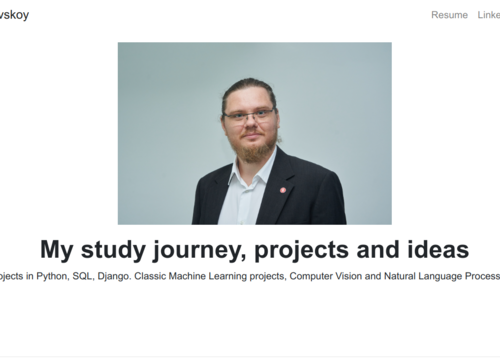 vskoy
Resume Linke
My study journey, projects and ideas
ojects in Python, SQL, Django. Classic Machine Learning projects, Computer Vision and Natural Language Process